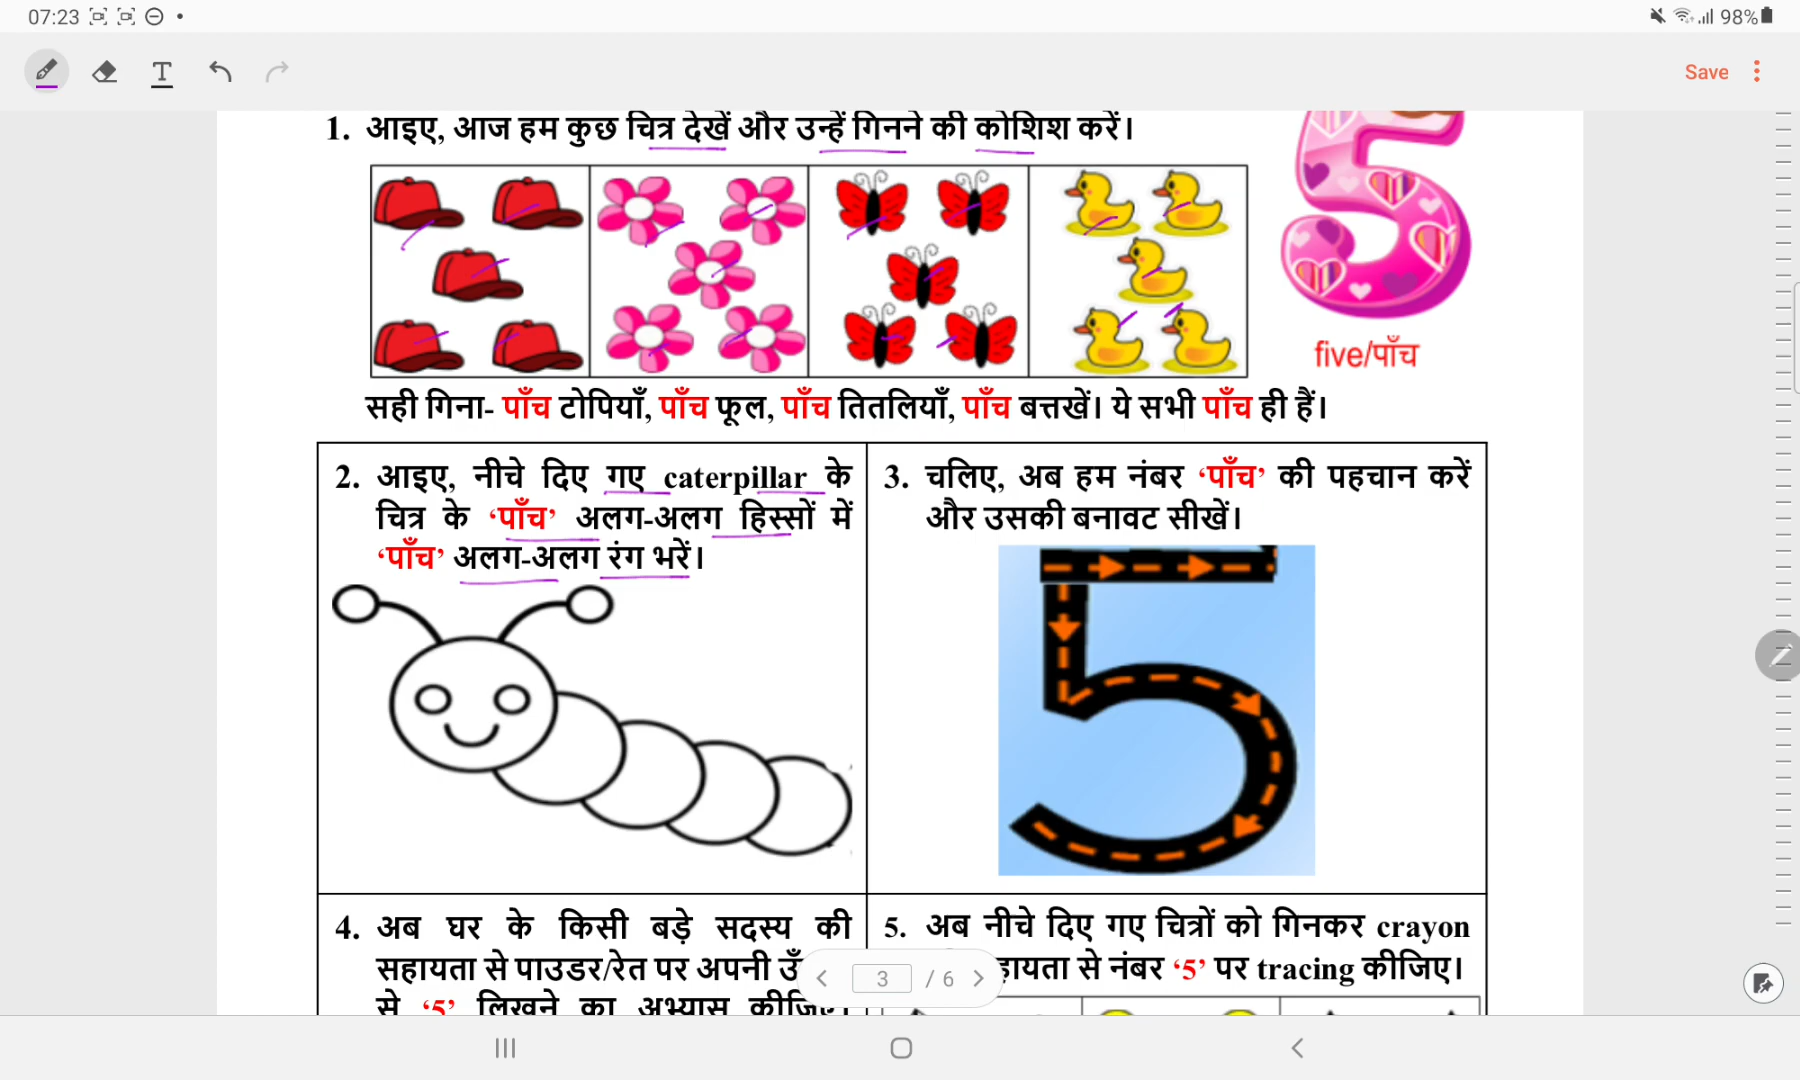 07:23
98%
Save
1. आइए, आज हम कुछ चित्र देखें और उन्हें गिनने की कोशिश करें।
five/पाँच
सही गिना- पाँच टोपियाँ, पाँच फूल, पाँच तितलियाँ, पाँच बत्तखें। ये सभी पाँच ही हैं।
2. आइए, नीचे दिए गए caterpillar के
चित्र के ‘पाँच’ अलग-अलग हिस्सों में
‘पाँच’ अलग-अलग रंग भरें।
3. चलिए, अब हम नंबर ‘पाँच’ की पहचान करें
और उसकी बनावट सीखें।
4. अब घर के किसी बड़े सदस्य की
सहायता से पाउडर/रेत पर अपनी
से ‘5’ लिखने का अभ्यास कीजिए।
5. अब नीचे दिए गए चित्रों को गिनकर crayon
से नंबर ‘5’ पर tracing कीजिए।
3 / 6